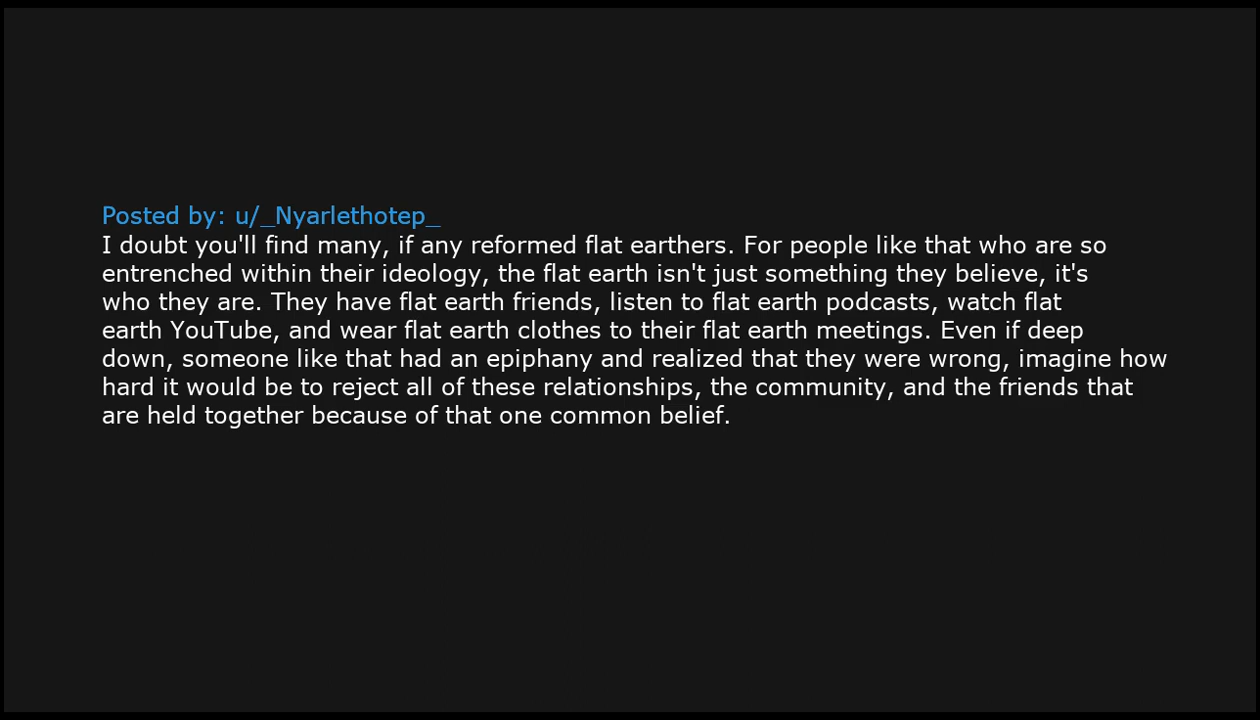 Posted by: u/_Nyarlethotep_
I doubt you'll find many, if any reformed flat earthers. For people like that who are so
entrenched within their ideology, the flat earth isn't just something they believe, it's
who they are. They have flat earth friends, listen to flat earth podcasts, watch flat
earth YouTube, and wear flat earth clothes to their flat earth meetings. Even if deep
down, someone like that had an epiphany and realized that they were wrong, imagine how
hard it would be to reject all of these relationships, the community, and the friends that
are held together because of that one common belief.